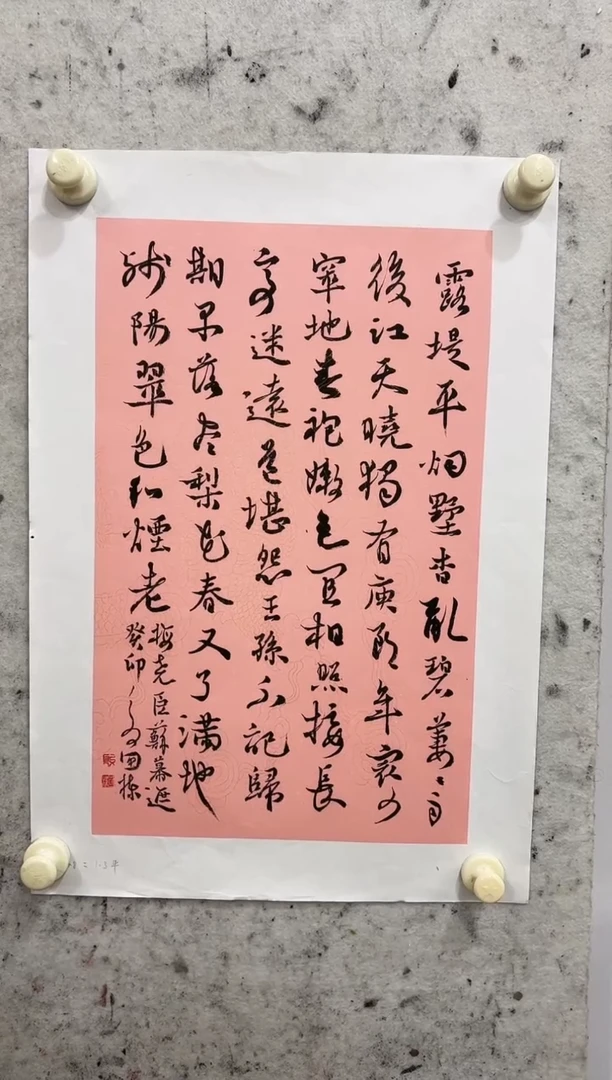 露堤平烟墅杳亂碧萋〻雨
後江天曉獨有庾郎年最少
窣地春袍嫩色宜相照接長
亭迷遠道堪怨王孫不記歸
期早落尽梨花春又了滿地
殘陽翠色和煙老
梅堯臣蘇幕遮
癸卯